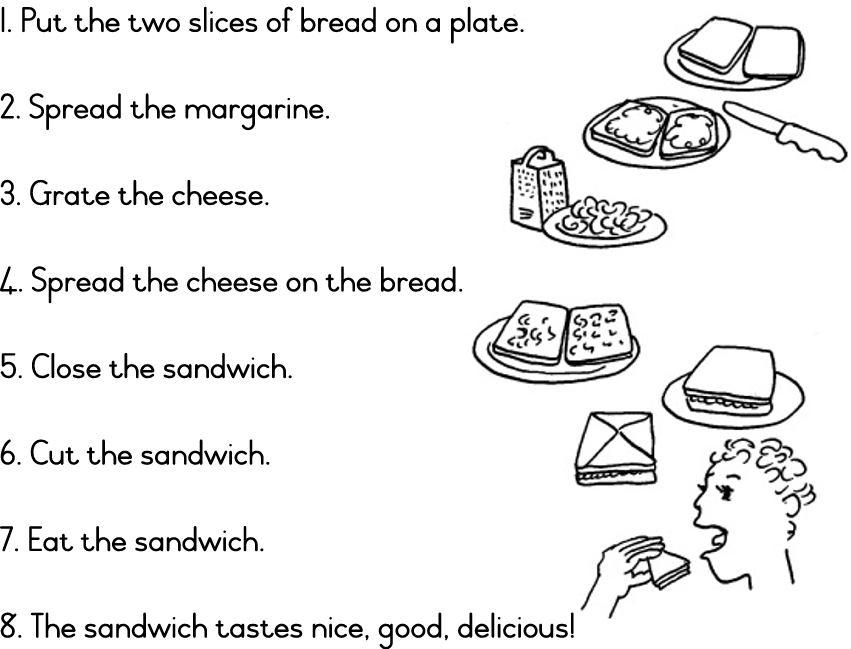 1. Put the two slices of bread on a plate.
2. Spread the margarine.
3. Grate the cheese.
4. Spread the cheese on the bread.
5. Close the sandwich.
6. Cut the sandwich.
7. Eat the sandwich.
8. The sandwich tastes nice, good, delicious!